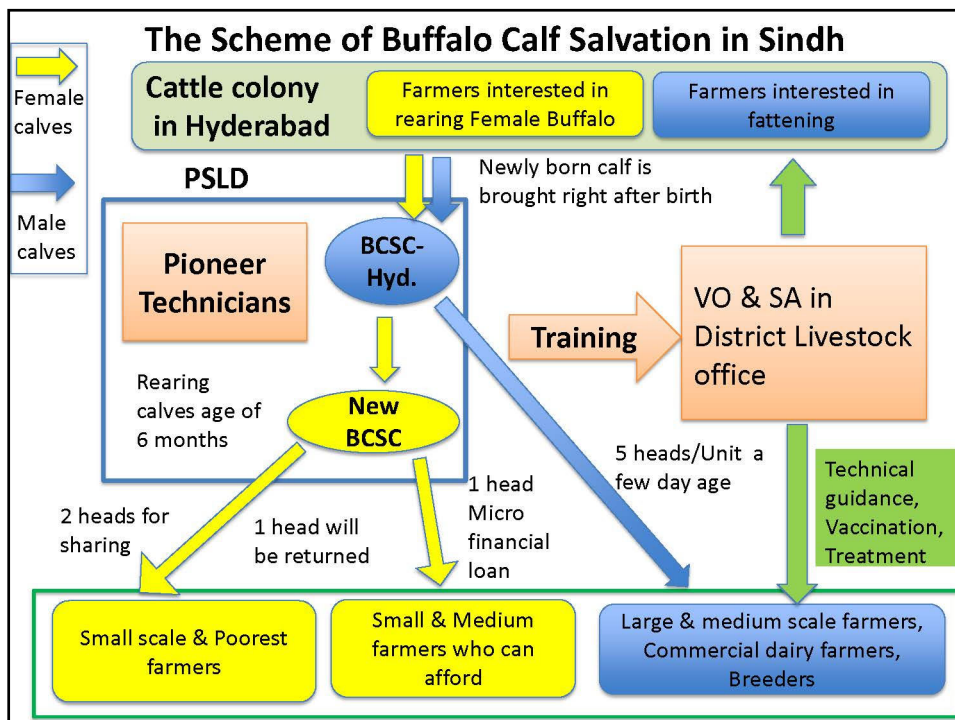 The Scheme of Buffalo Calf Salvation in Sindh
Female
calves
Male
calves
Cattle colony
in Hyderabad
Farmers interested in
rearing Female Buffalo
Farmers interested in
fattening
PSLD
Newly born calf is
brought right after birth
Pioneer
Technicians
BCSC-
Hyd.
Training
VO & SA in
District Livestock
office
Rearing
calves age of
6 months
New
BCSC
2 heads for
sharing
1 head will
be returned
1 head
Micro
financial
loan
5 heads/Unit a
few day age
Technical
guidance,
Vaccination,
Treatment
Small scale & Poorest
farmers
Small & Medium
farmers who can
afford
Large & medium scale farmers,
Commercial dairy farmers,
Breeders